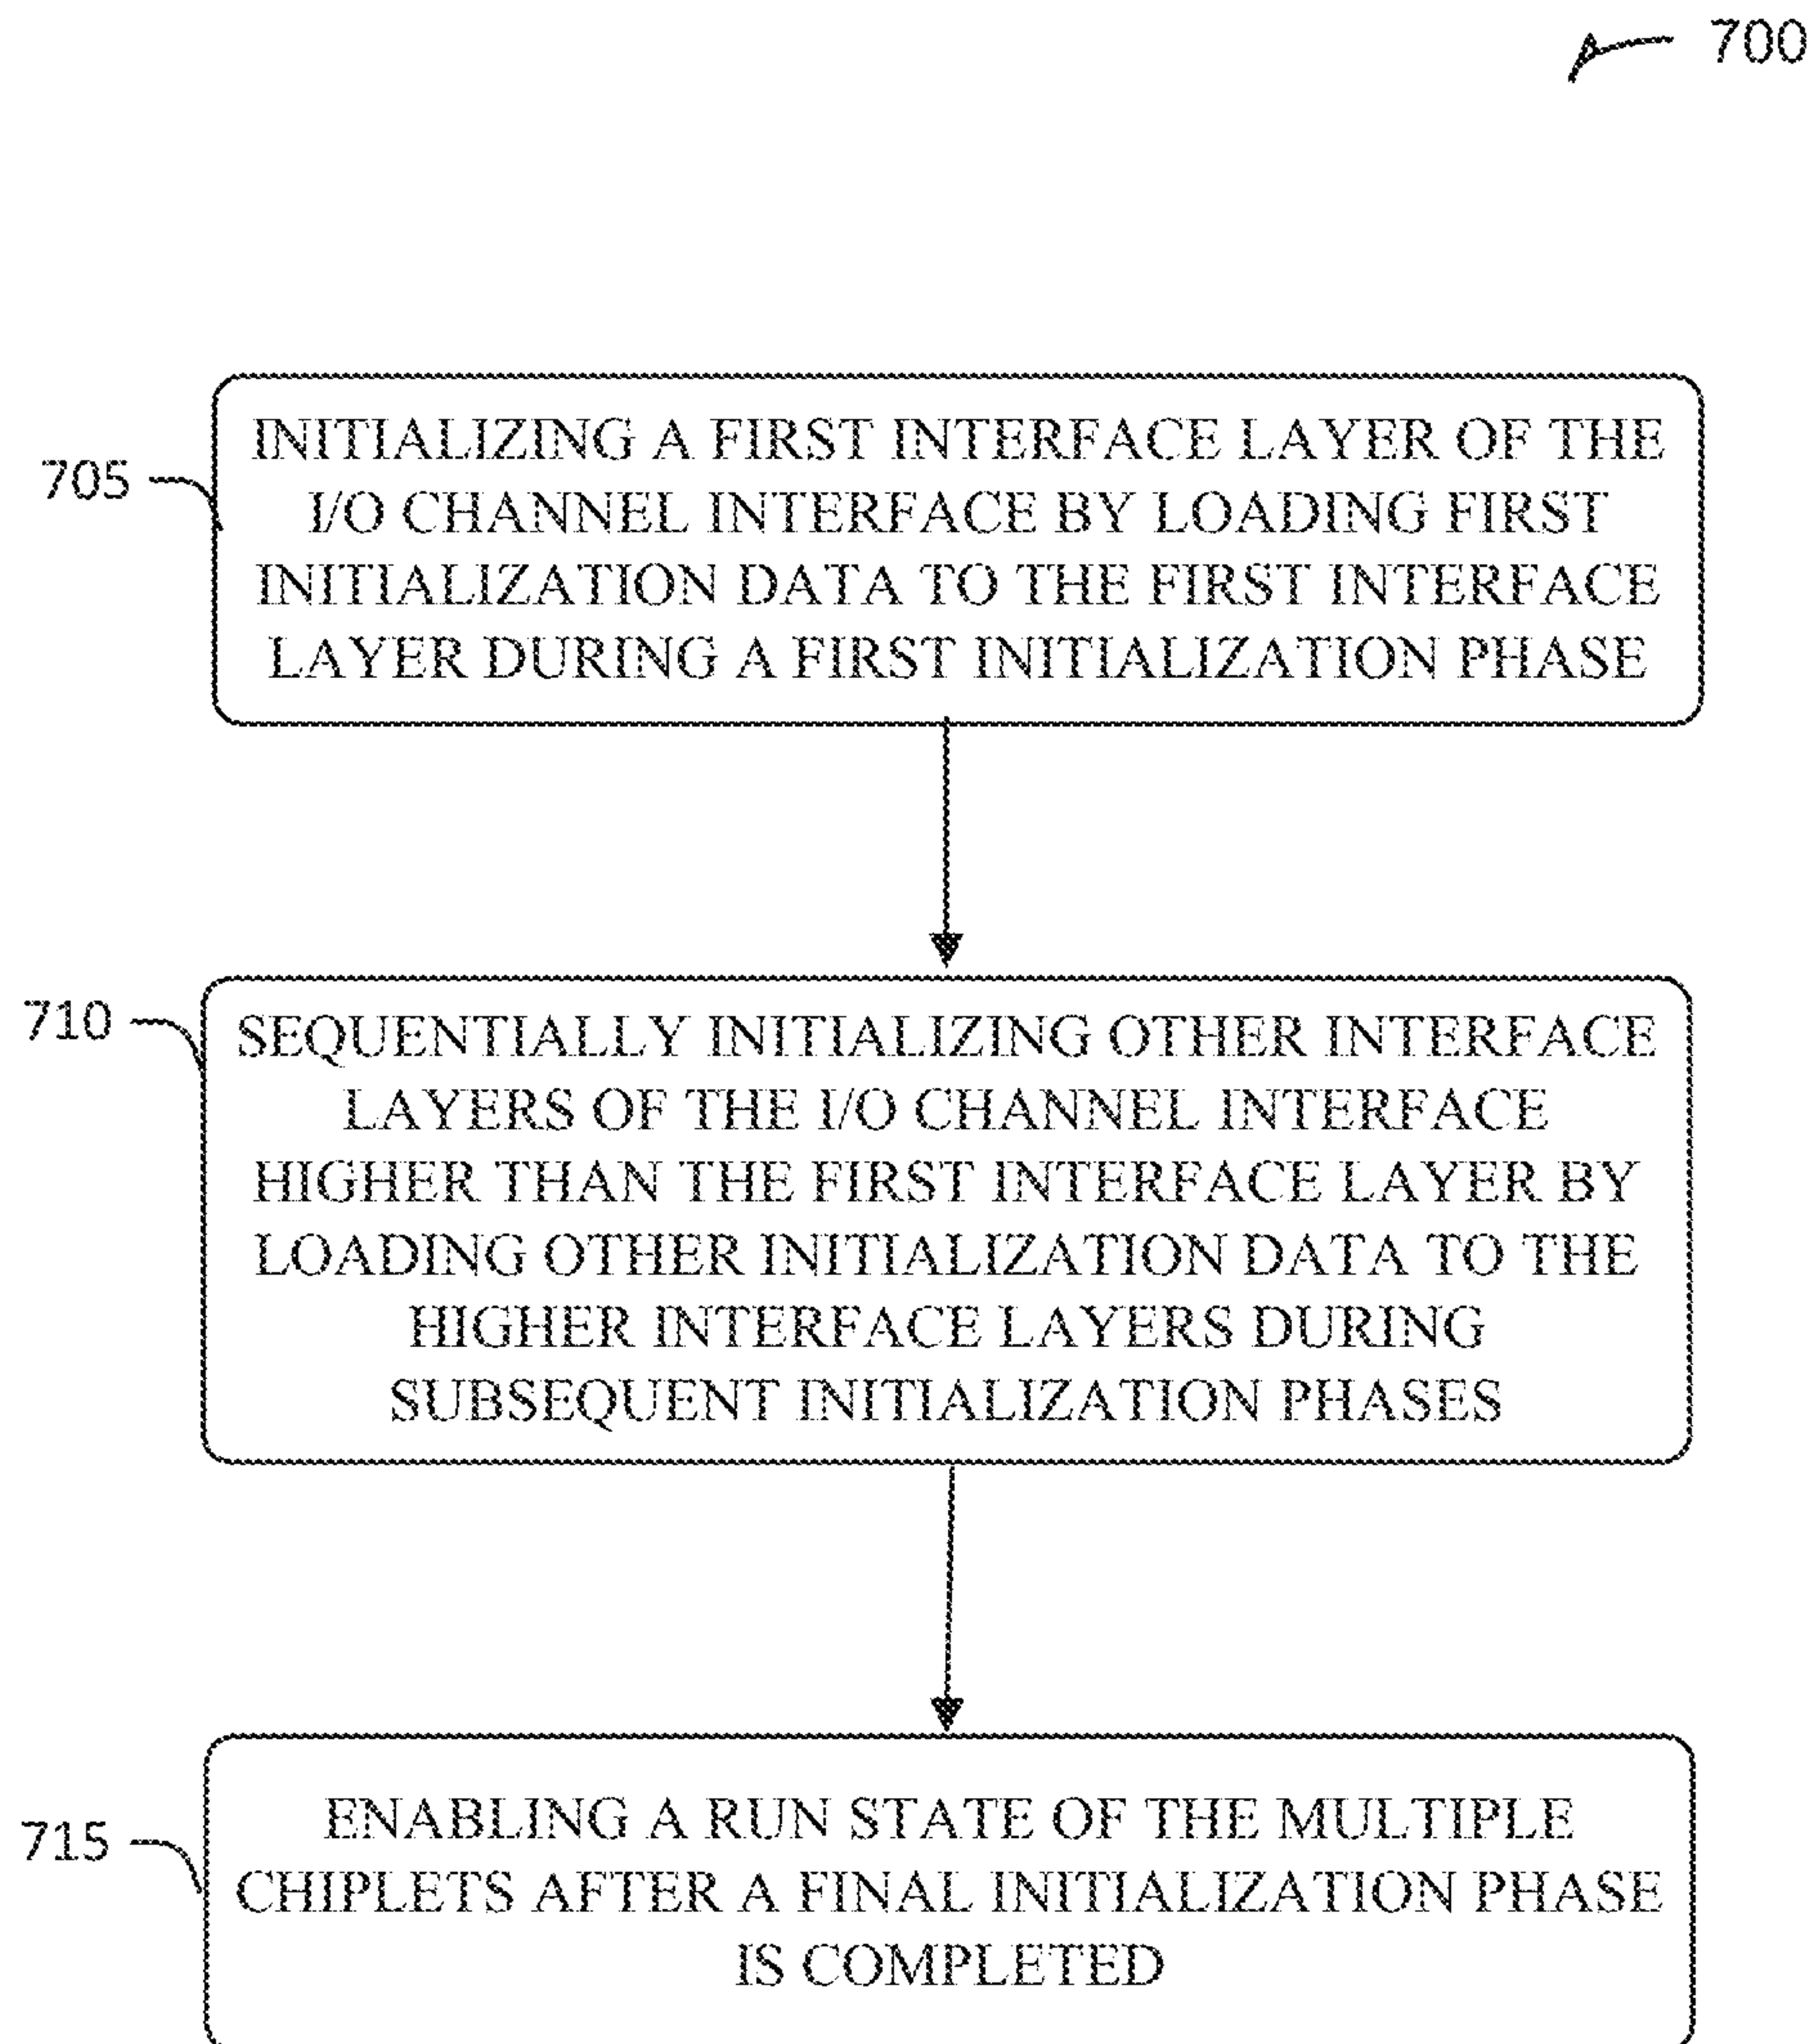 700
705
INITIALIZING A FIRST INTERFACE LAYER OF THE
I/O CHANNEL INTERFACE BY LOADING FIRST
INITIALIZATION DATA TO THE FIRST INTERFACE
LAYER DURING A FIRST INITIALIZATION PHASE
710
SEQUENTIALLY INITIALIZING OTHER INTERFACE
LAYERS OF THE I/O CHANNEL INTERFACE
HIGHER THAN THE FIRST INTERFACE LAYER BY
LOADING OTHER INITIALIZATION DATA TO THE
HIGHER INTERFACE LAYERS DURING
SUBSEQUENT INITIALIZATION PHASES
715
ENABLING A RUN STATE OF THE MULTIPLE
CHIPLETS AFTER A FINAL INITIALIZATION PHASE
IS COMPLETED